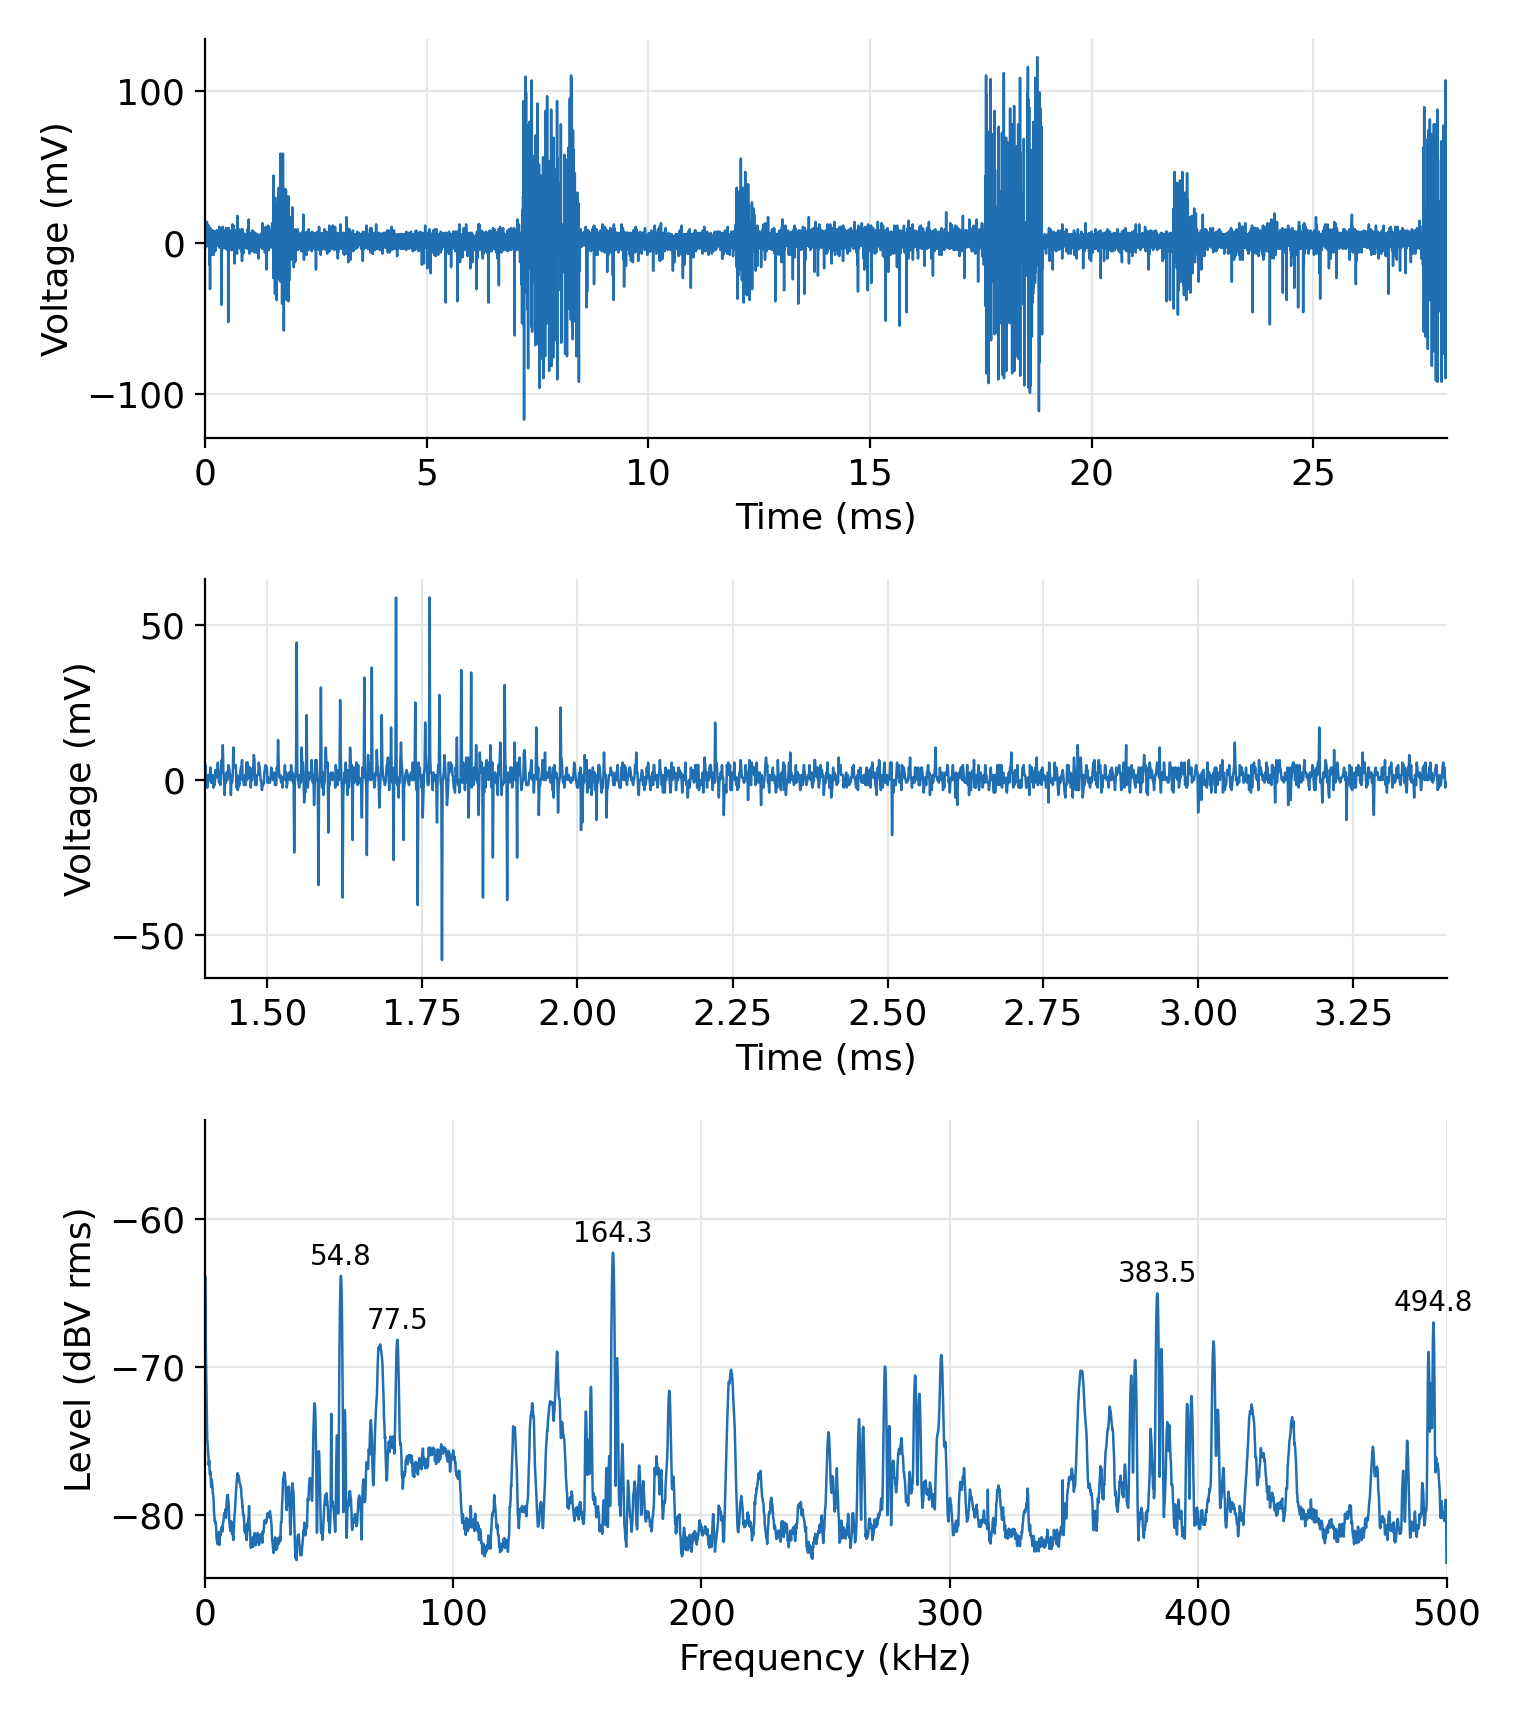 100
0
−100
Voltage (mV)
0 5 10 15 20 25
Time (ms)
50
0
−50
Voltage (mV)
1.50 1.75 2.00 2.25 2.50 2.75 3.00 3.25
Time (ms)
−60
−70
−80
Level (dBV rms)
54.8
77.5
164.3
383.5
494.8
0 100 200 300 400 500
Frequency (kHz)